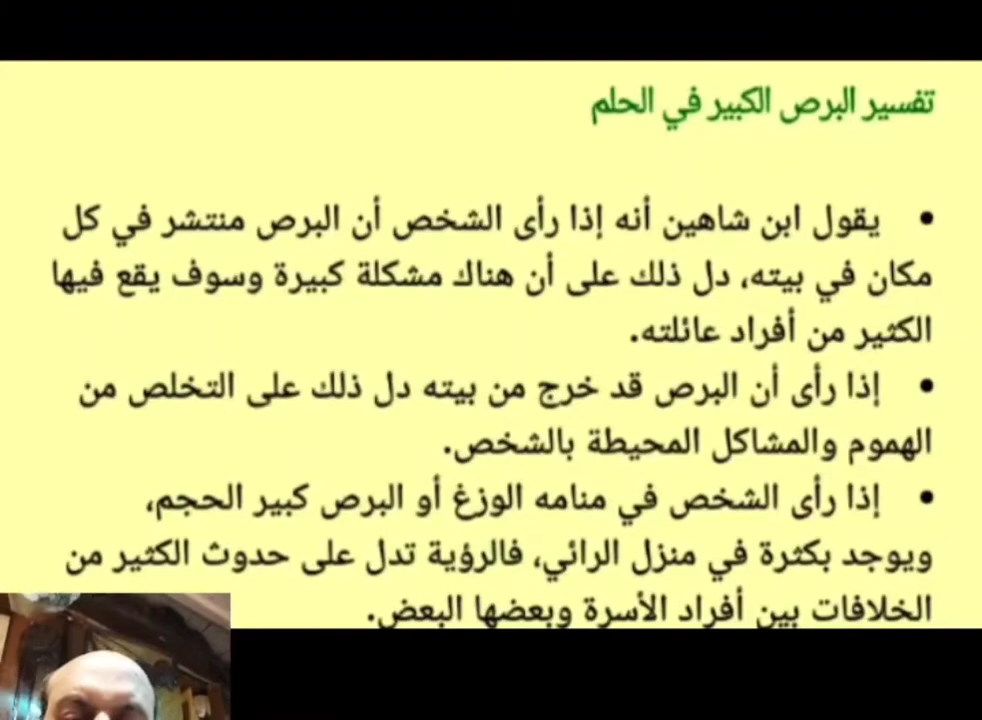 تفسير البرص الكبير في الحلم
• يقول ابن شاهين أنه إذا رأى الشخص أن البرص منتشر في كل
مكان في بيته، دل ذلك على أن هناك مشكلة كبيرة وسوف يقع فيها
الكثير من أفراد عائلته.
• إذا رأى أن البرص قد خرج من بيته دل ذلك على التخلص من
الهموم والمشاكل المحيطة بالشخص.
• إذا رأى الشخص في منامه الوزغ أو البرص كبير الحجم،
ويوجد بكثرة في منزل الرائي، فالرؤية تدل على حدوث الكثير من
الخلافات بين أفراد الأسرة وبعضها البعض.